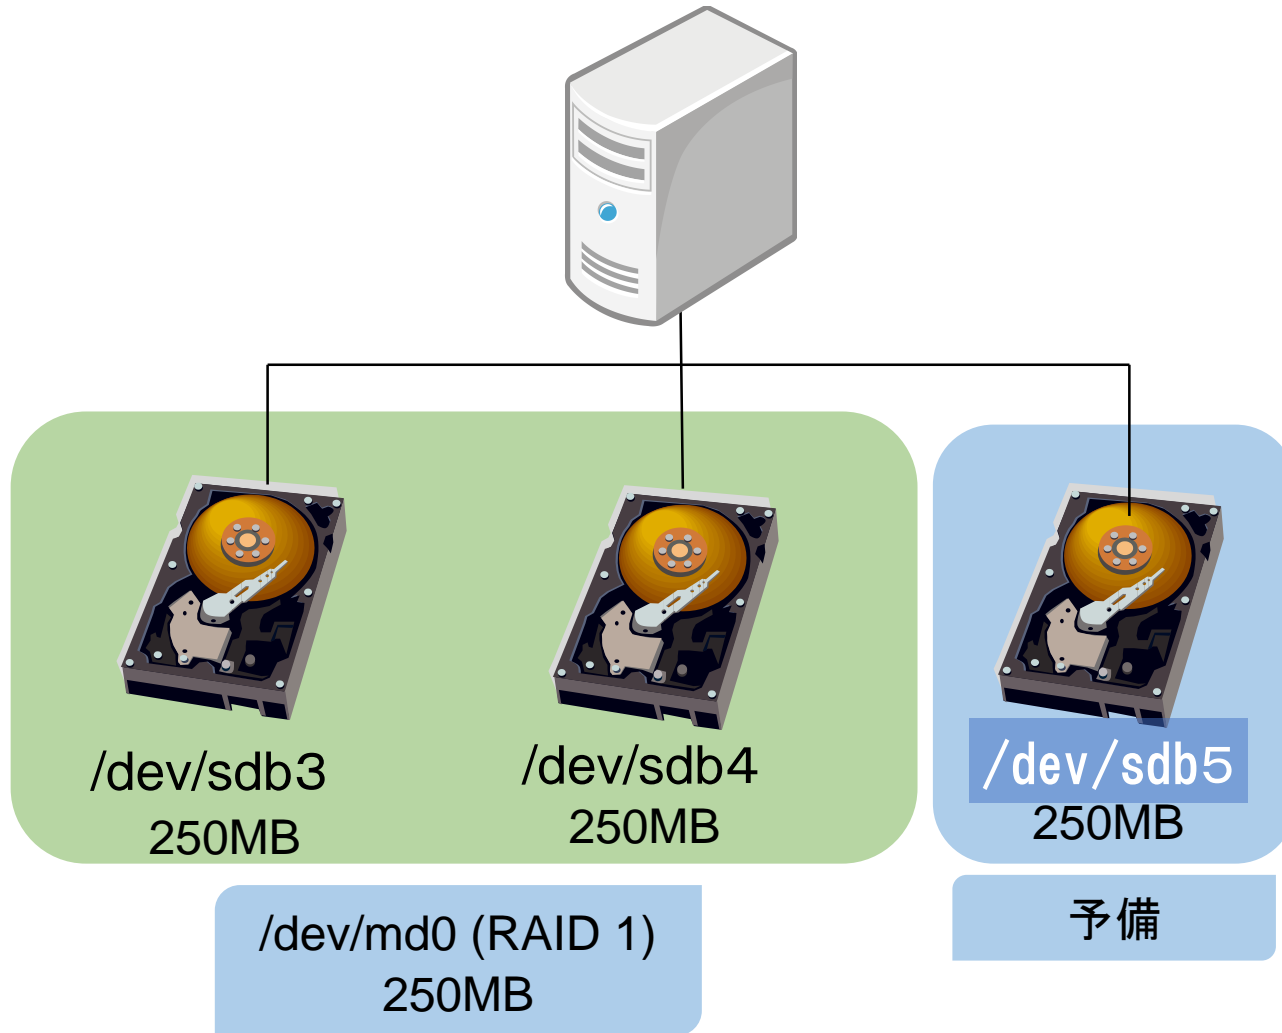 /dev/sdb３
250MB
/dev/sdb４
250MB
/dev/sdb５
250MB
/dev/md0 (RAID 1)
250MB
予備